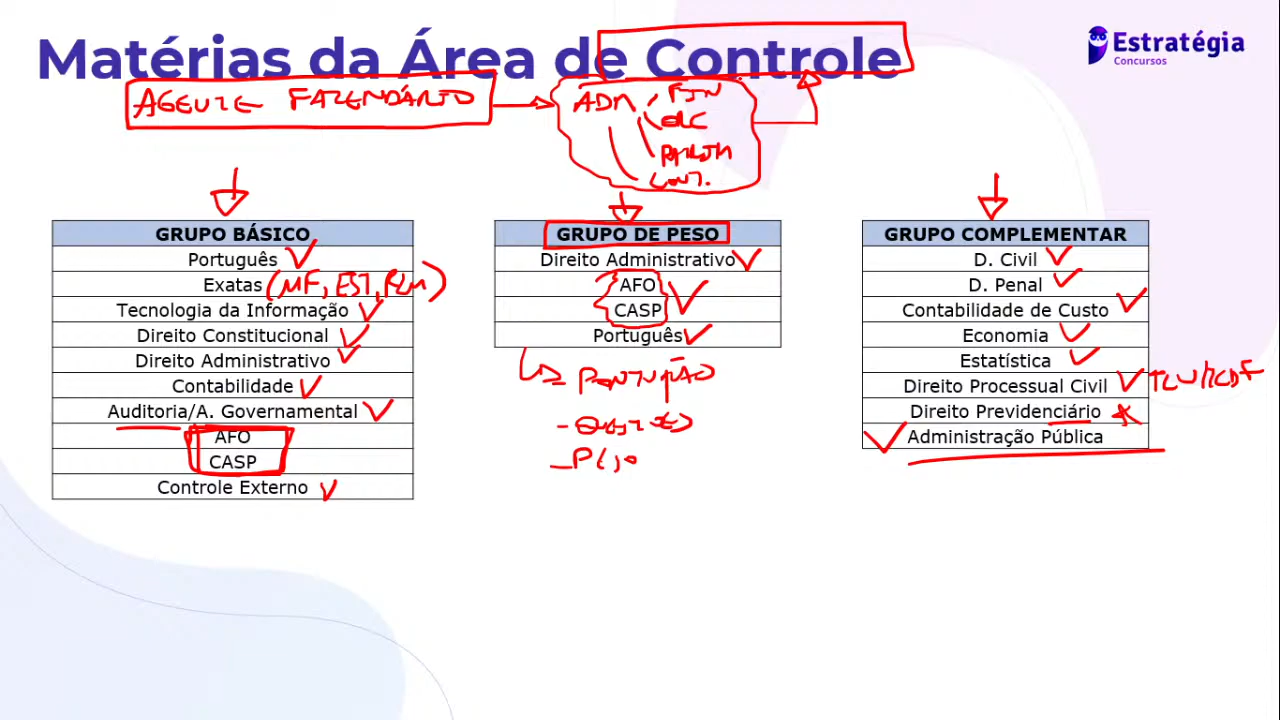 Matérias da Área de Controle
Estratégia
Concursos
AGENTE FAZENDÁRIO
ADM
FIN
ORC
CONT.
GRUPO BÁSICO
Português
Exatas (MF, EST, RLM)
Tecnologia da Informação
Direito Constitucional
Direito Administrativo
Contabilidade
Auditoria/A. Governamental
AFO
CASP
Controle Externo
GRUPO DE PESO
Direito Administrativo
AFO
CASP
Português
PONTUAÇÃO
- QUESTÕES
- P(,)
GRUPO COMPLEMENTAR
D. Civil
D. Penal
Contabilidade de Custo
Economia
Estatística
Direito Processual Civil TCU/TCDF
Direito Previdenciário
Administração Pública